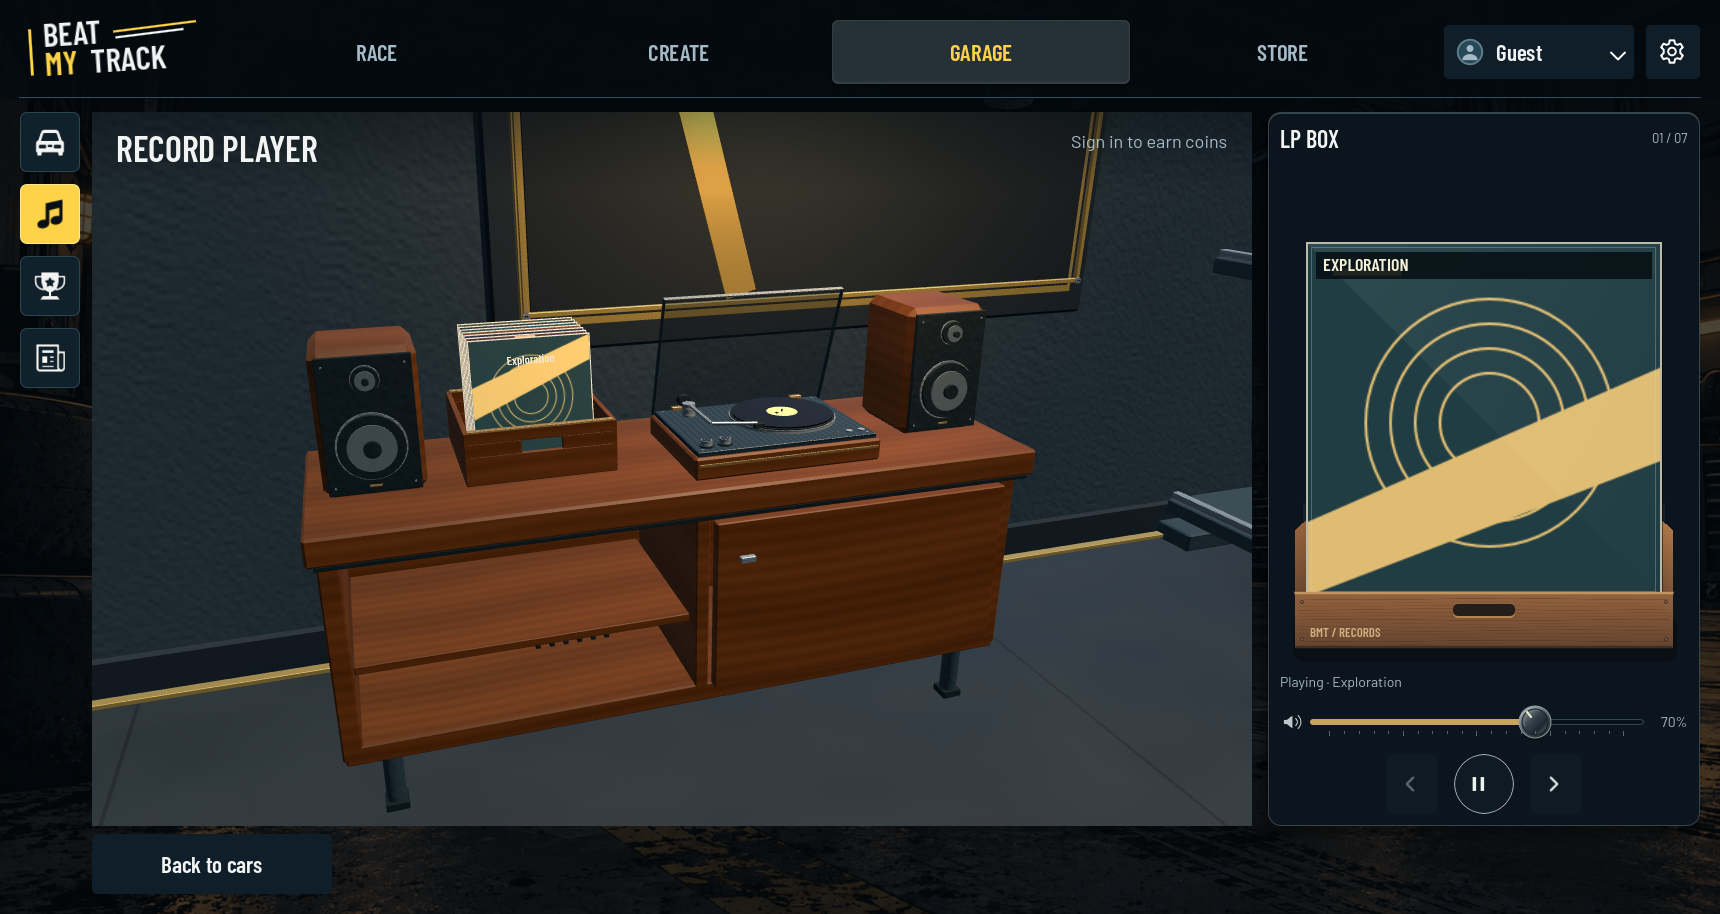 BEAT
MY TRACK
RACE
CREATE
GARAGE
STORE
Guest
RECORD PLAYER
Sign in to earn coins
Exploration
LP BOX
01 / 07
EXPLORATION
BMT / RECORDS
Playing · Exploration
70%
Back to cars